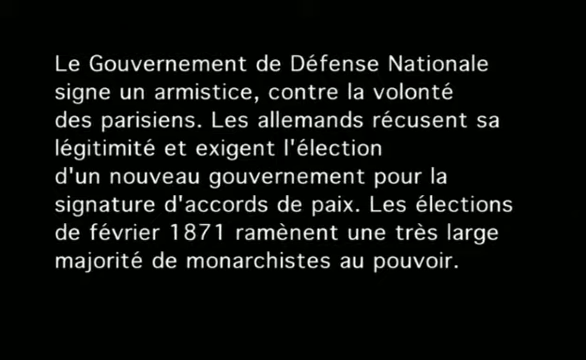 Le Gouvernement de Défense Nationale
signe un armistice, contre la volonté
des parisiens. Les allemands récusent sa
légitimité et exigent l'élection
d'un nouveau gouvernement pour la
signature d'accords de paix. Les élections
de février 1871 ramènent une très large
majorité de monarchistes au pouvoir.